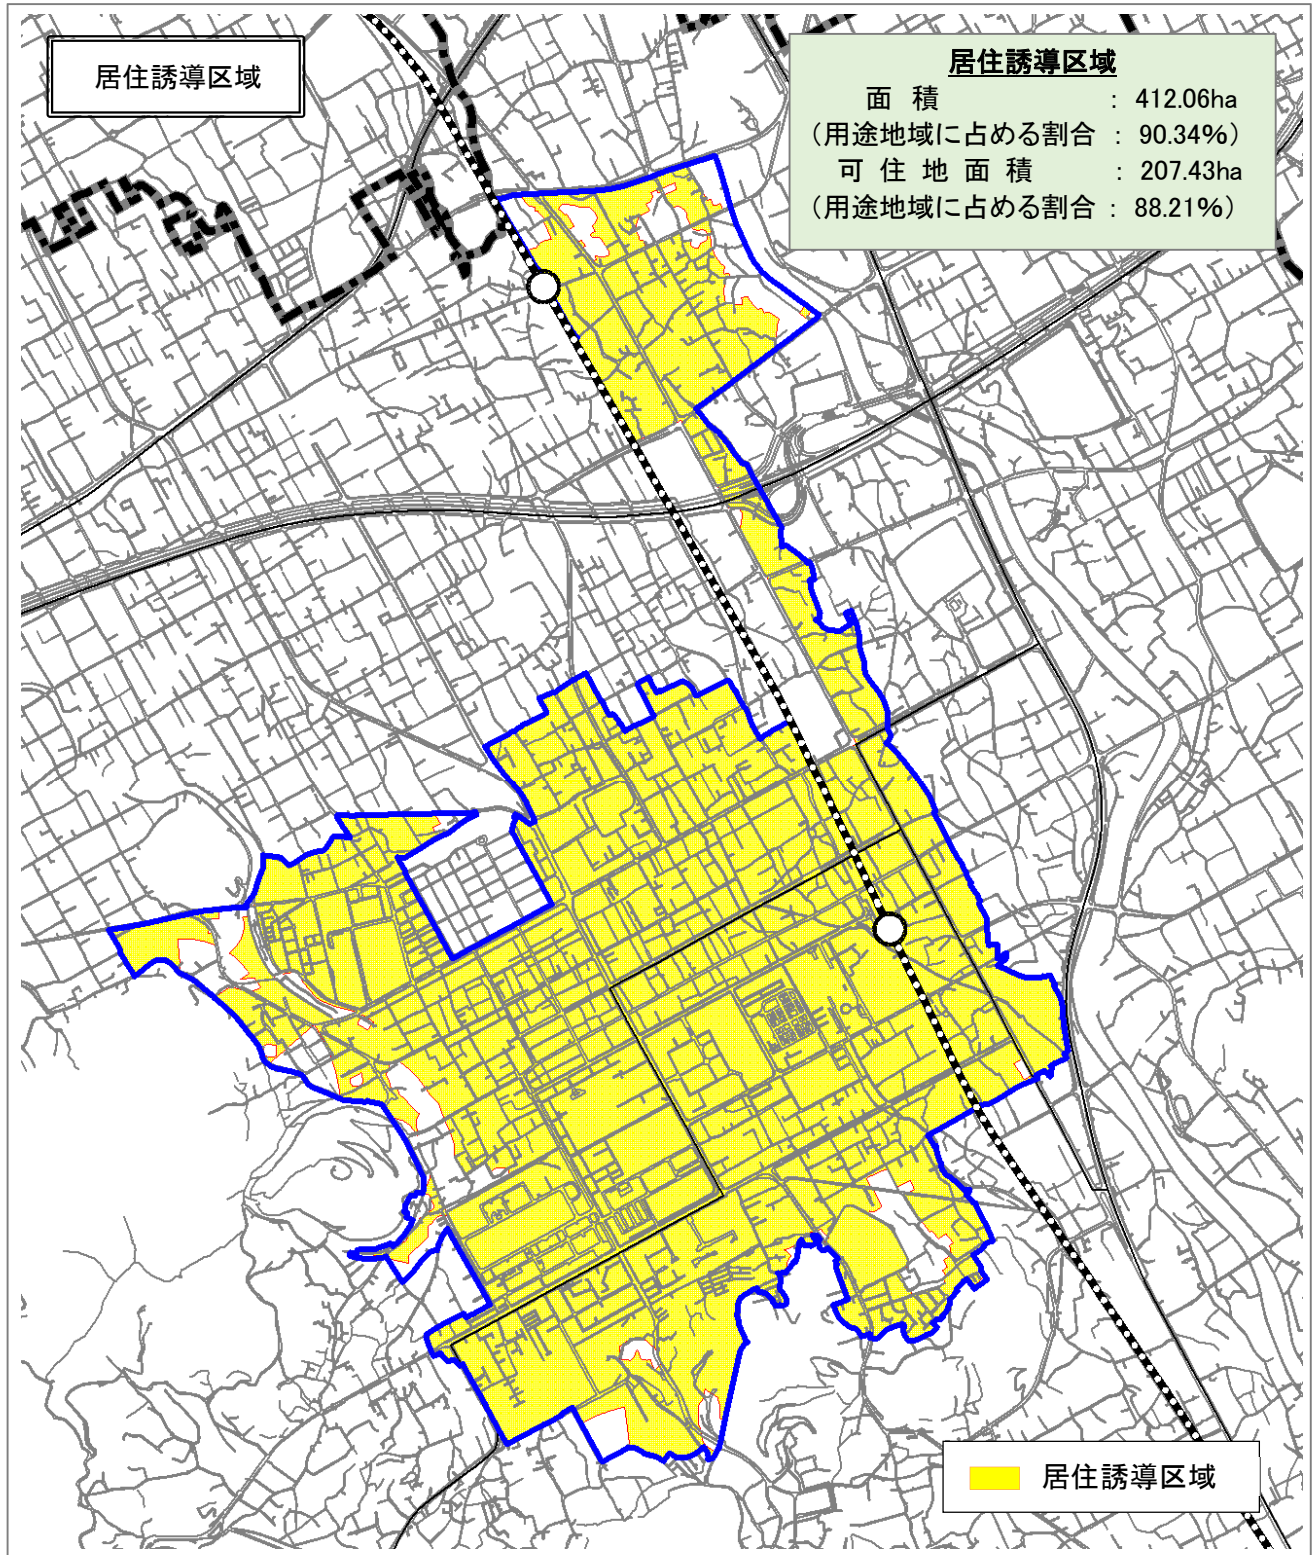 居住誘導区域
居住誘導区域
面積 : 412.06ha
(用途地域に占める割合 : 90.34%)
可住地面積 : 207.43ha
(用途地域に占める割合 : 88.21%)
居住誘導区域